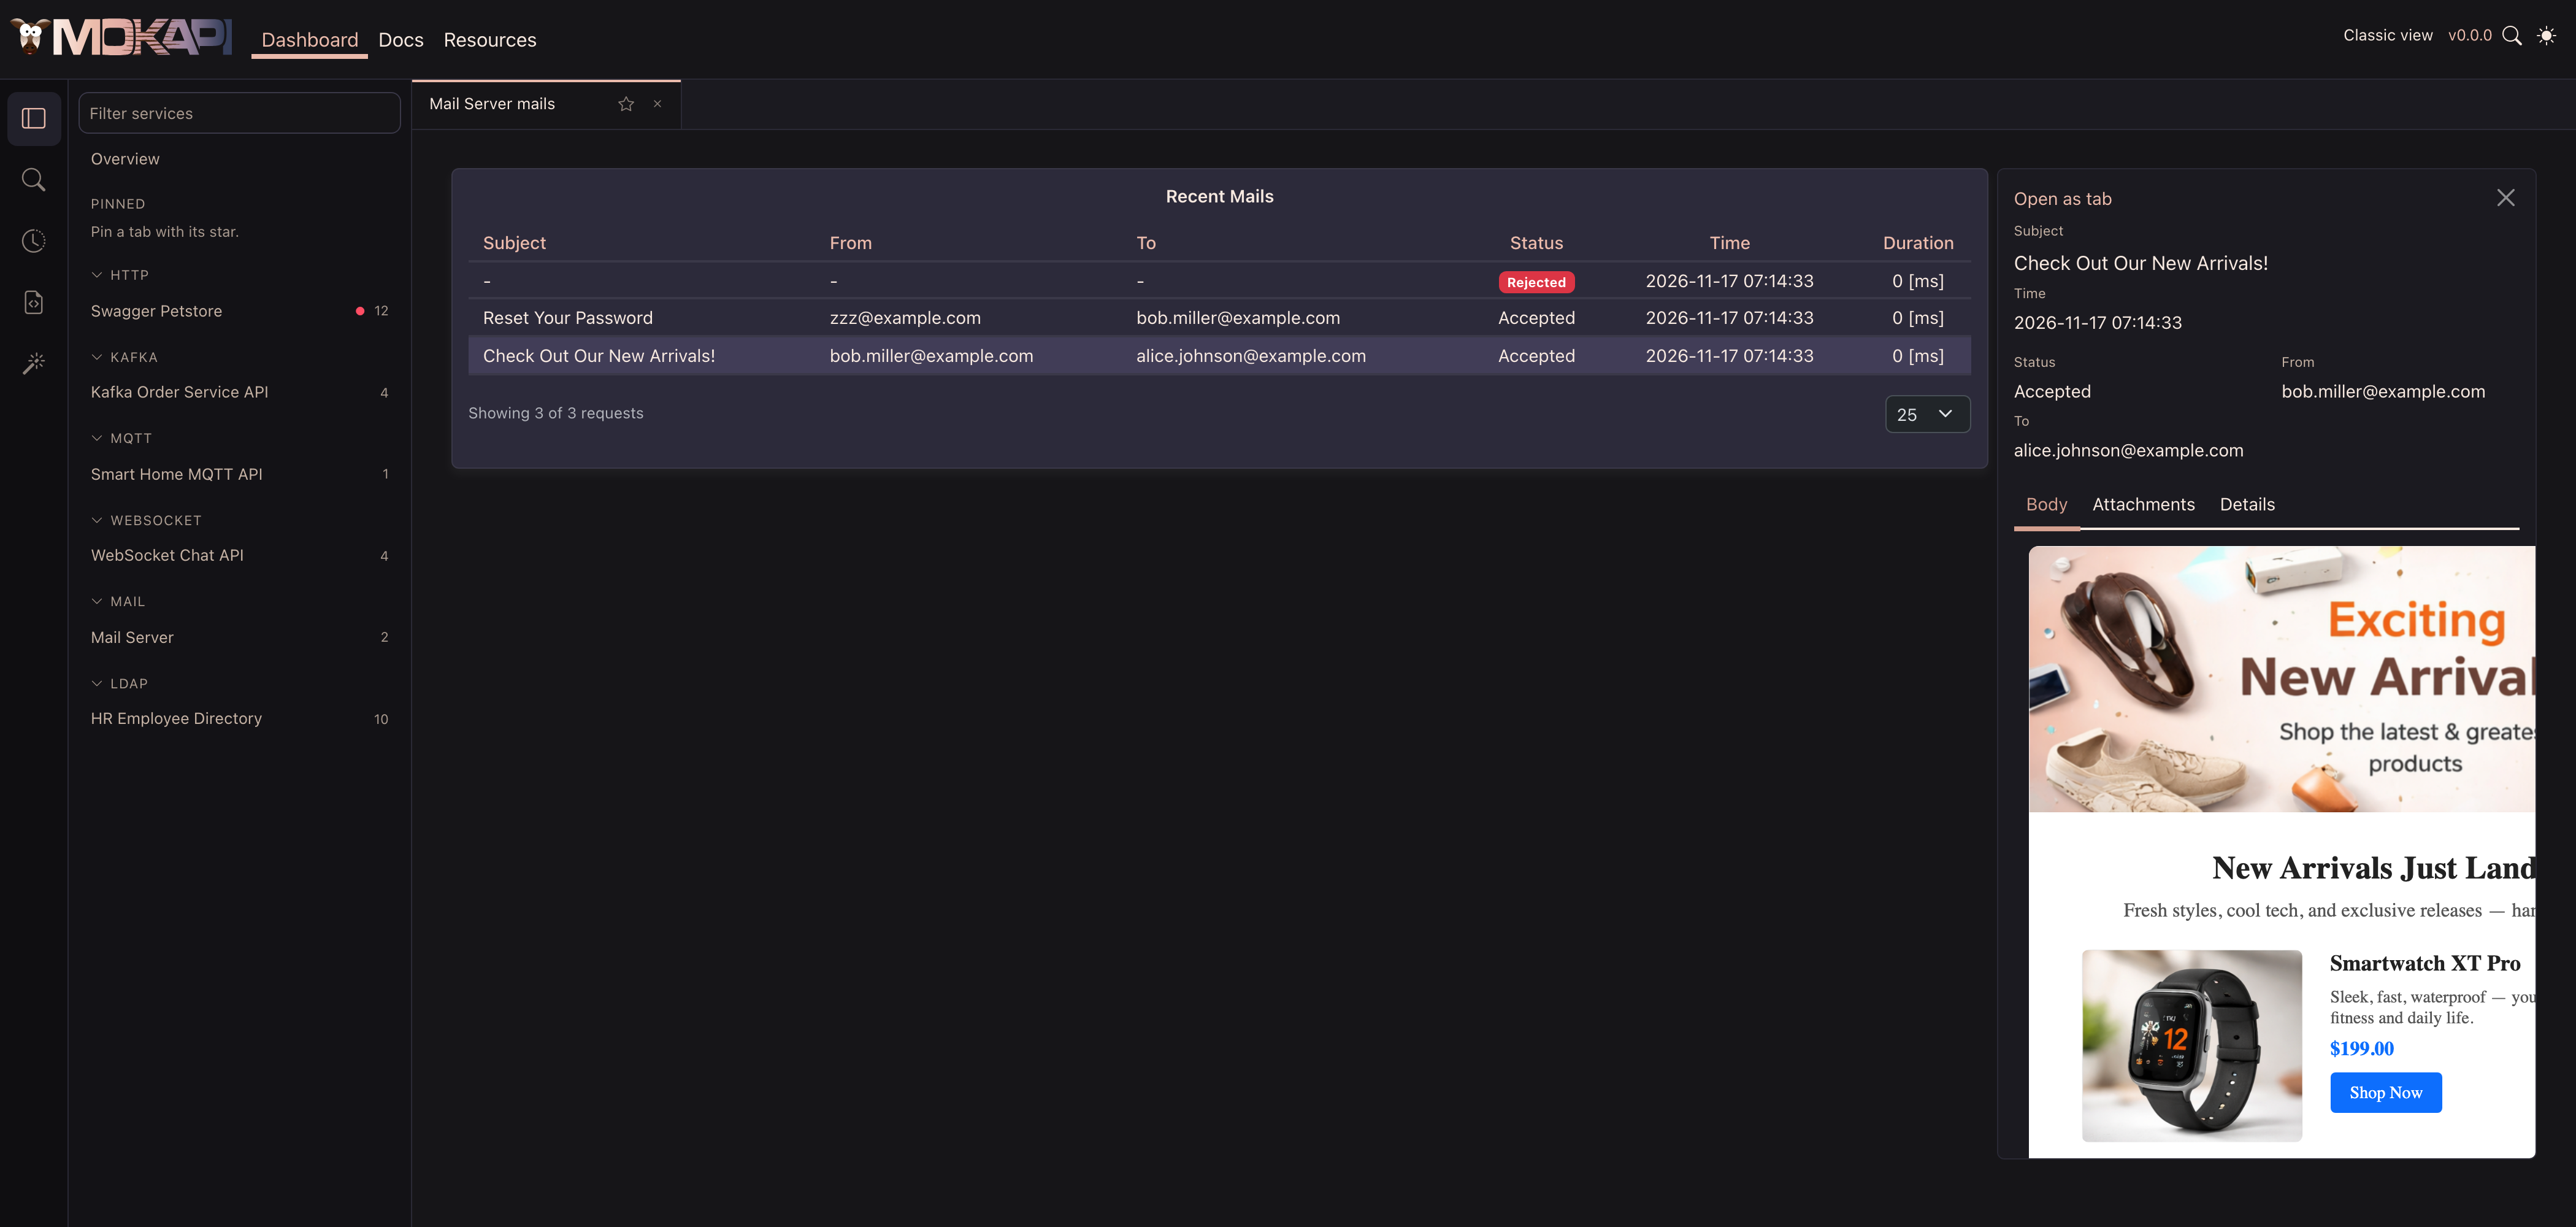 MOKAPI
Dashboard Docs Resources
Classic view v0.0.0
Filter services
Overview
PINNED
Pin a tab with its star.
HTTP
Swagger Petstore 12
KAFKA
Kafka Order Service API 4
MQTT
Smart Home MQTT API 1
WEBSOCKET
WebSocket Chat API 4
MAIL
Mail Server 2
LDAP
HR Employee Directory 10
Mail Server mails
Recent Mails
Subject From To Status Time Duration
- - - Rejected 2026-11-17 07:14:33 0 [ms]
Reset Your Password zzz@example.com bob.miller@example.com Accepted 2026-11-17 07:14:33 0 [ms]
Check Out Our New Arrivals! bob.miller@example.com alice.johnson@example.com Accepted 2026-11-17 07:14:33 0 [ms]
Showing 3 of 3 requests 25
Open as tab
Subject
Check Out Our New Arrivals!
Time
2026-11-17 07:14:33
Status From
Accepted bob.miller@example.com
To
alice.johnson@example.com
Body Attachments Details
Exciting
New Arrival
Shop the latest & greate
products
New Arrivals Just Land
Fresh styles, cool tech, and exclusive releases — har
Smartwatch XT Pro
Sleek, fast, waterproof — you
fitness and daily life.
$199.00
Shop Now
12